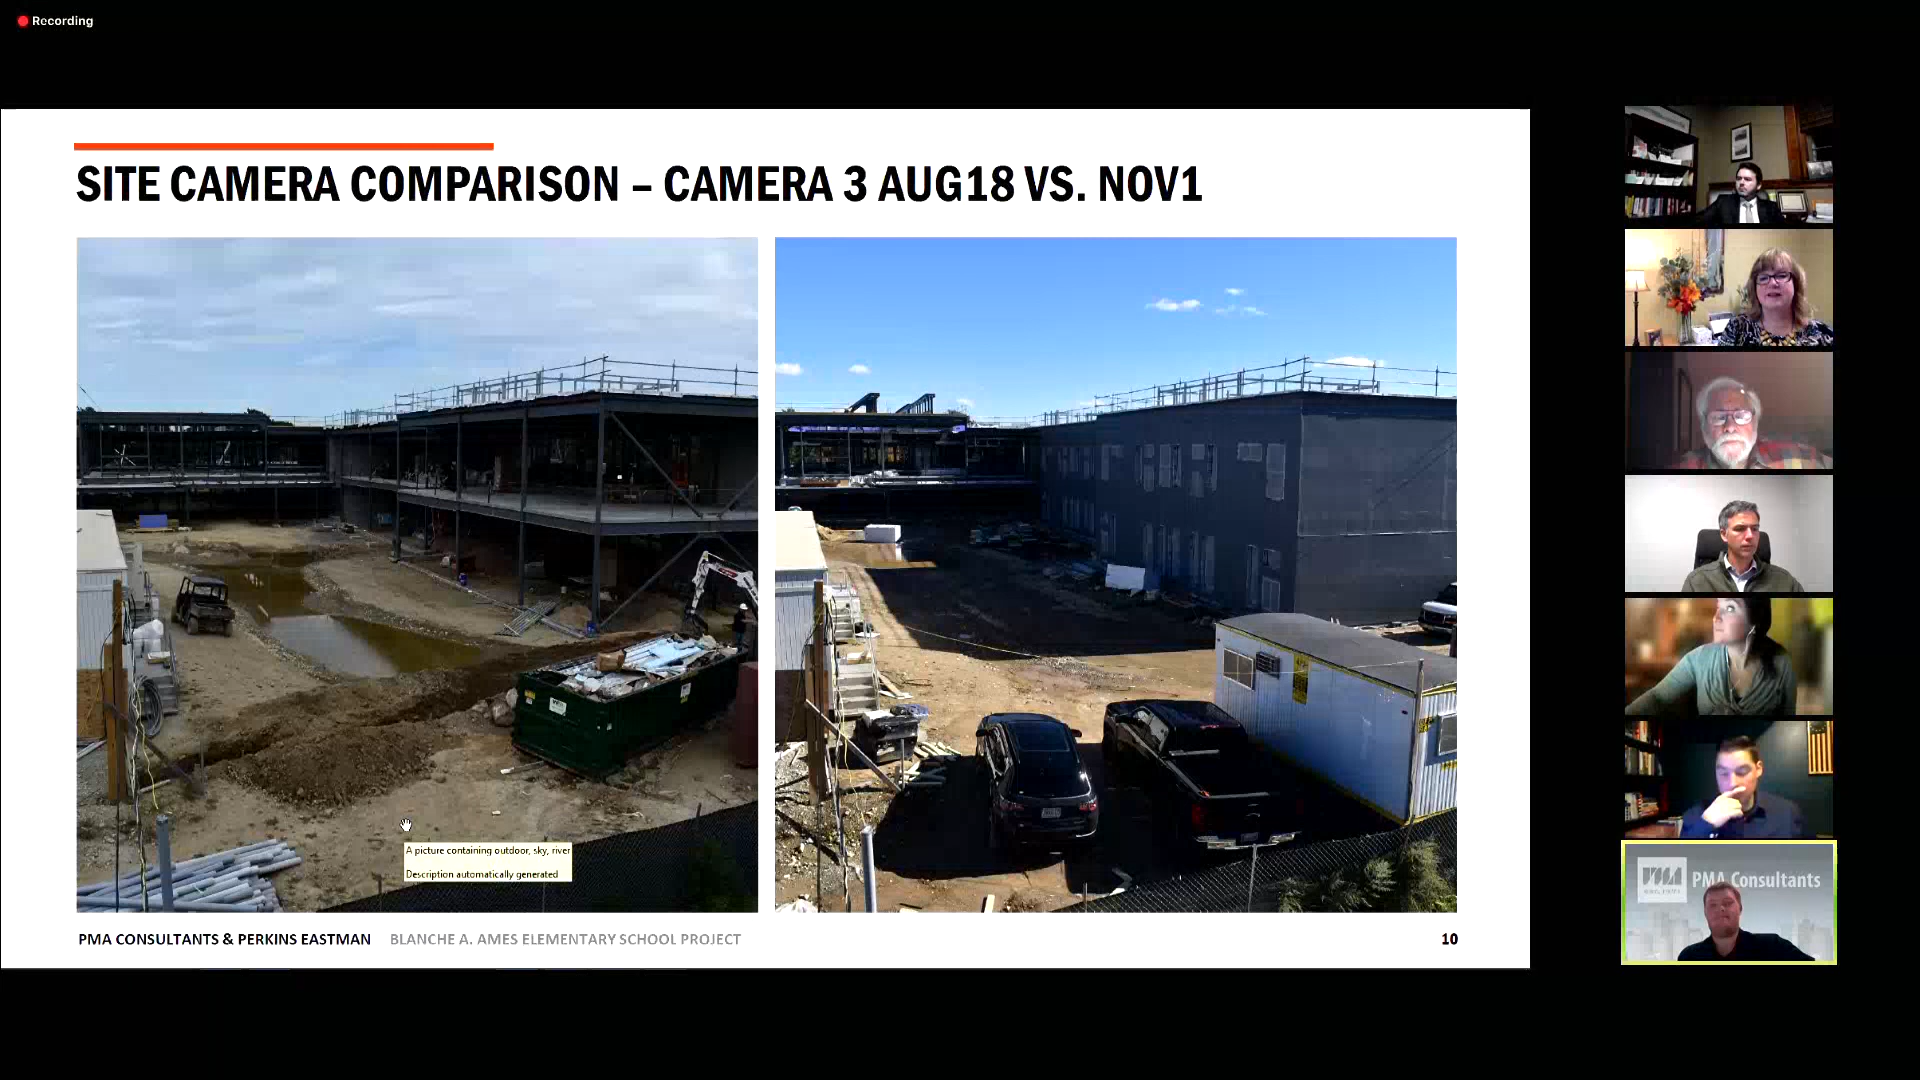 Recording
SITE CAMERA COMPARISON – CAMERA 3 AUG18 VS. NOV1
A picture containing outdoor, sky, river
Description automatically generated
PMA CONSULTANTS & PERKINS EASTMAN BLANCHE A. AMES ELEMENTARY SCHOOL PROJECT
10
PMA
PMA Consultants